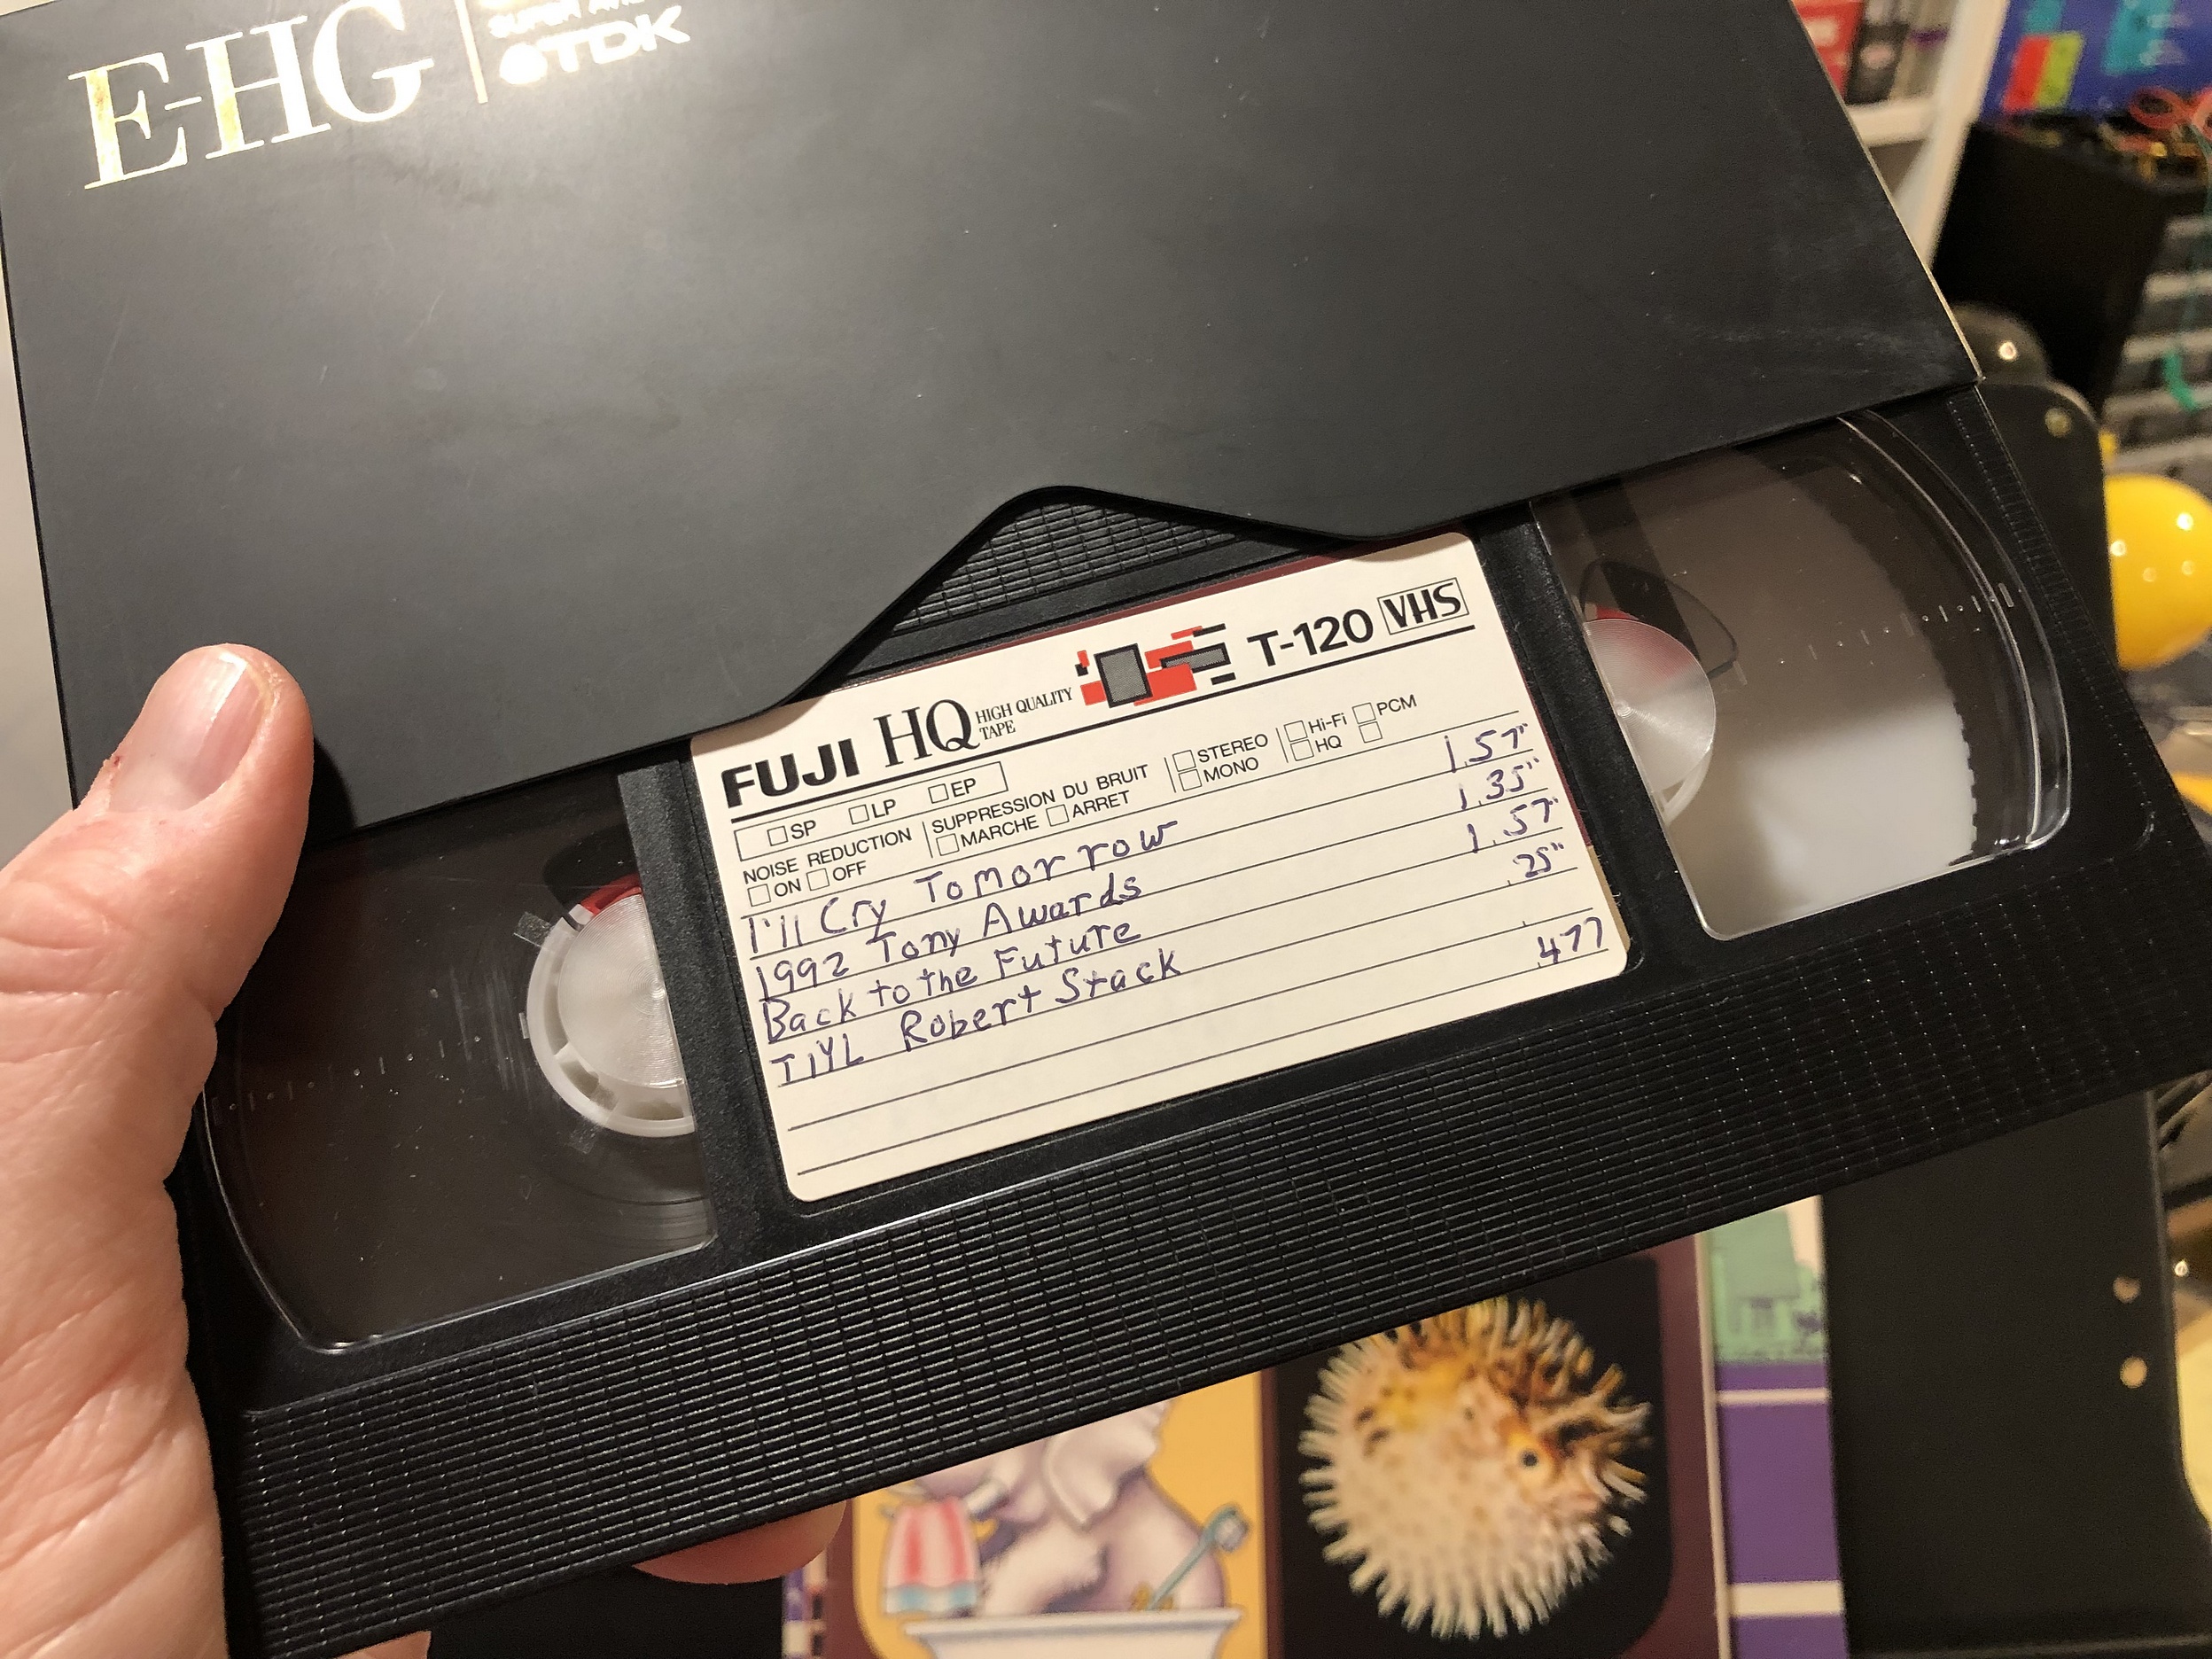 E-HG
SUPER
TDK
FUJI HQ HIGH QUALITY TAPE T-120 VHS
□SP □LP □EP
NOISE REDUCTION
□ON □OFF
SUPPRESSION DU BRUIT
□MARCHE □ARRET
□STEREO
□MONO
□Hi-Fi □PCM
□HQ □
I'll Cry Tomorrow 1.57"
1992 Tony Awards 1.35"
Back to the Future 1.57"
TIYL Robert Stack .25"
477